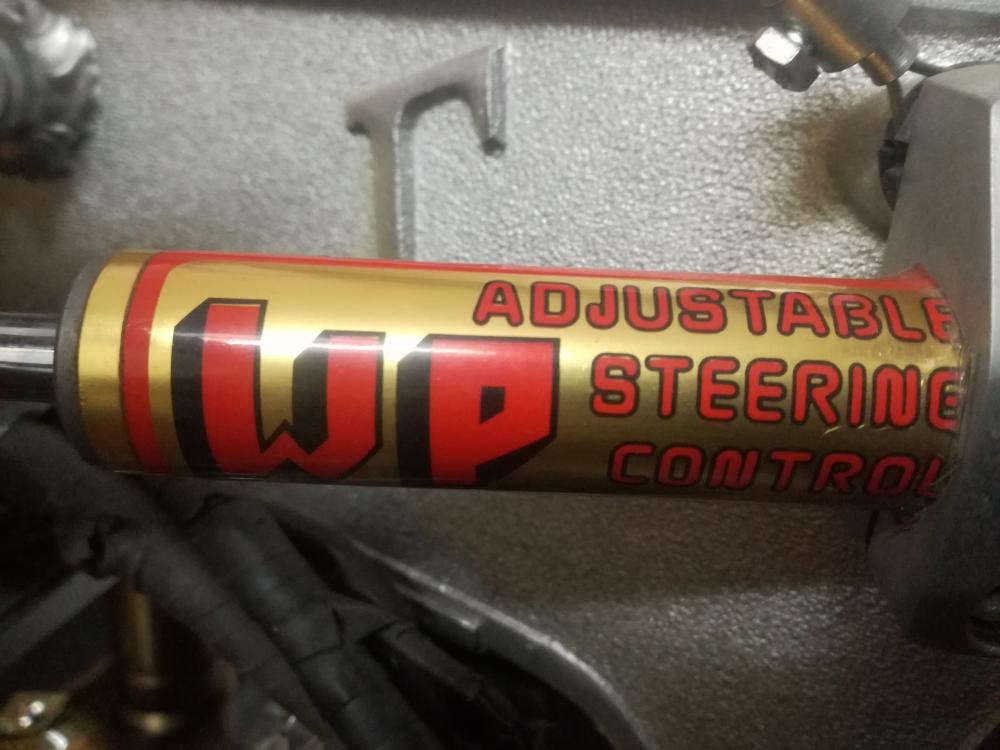 WP
ADJUSTABLE
STEERING
CONTROL